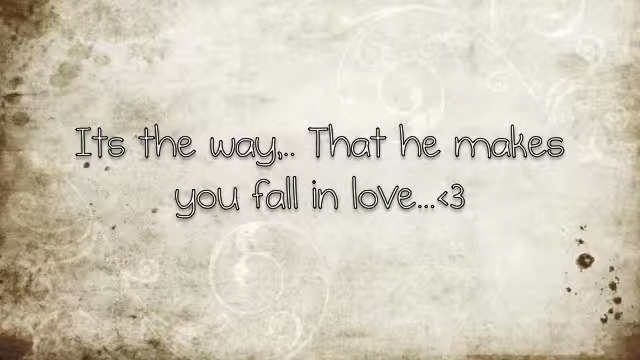 Its the way,.. That he makes
you fall in love...<3